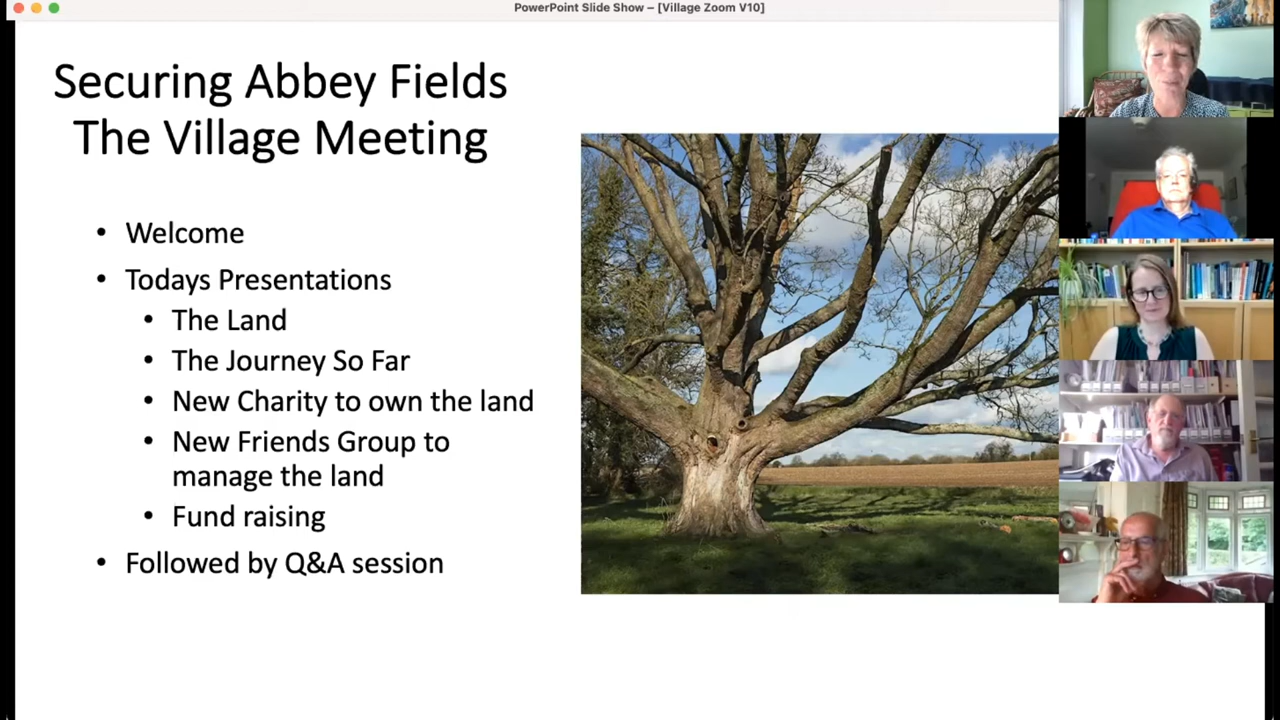 PowerPoint Slide Show – [Village Zoom V10]
Securing Abbey Fields
The Village Meeting
• Welcome
• Todays Presentations
• The Land
• The Journey So Far
• New Charity to own the land
• New Friends Group to
manage the land
• Fund raising
• Followed by Q&A session